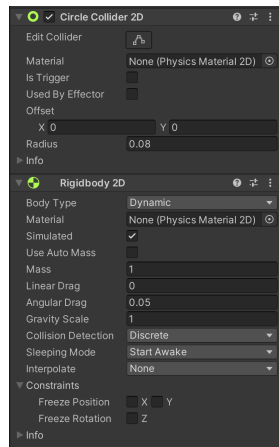 Circle Collider 2D
Edit Collider
Material None (Physics Material 2D)
Is Trigger
Used By Effector
Offset
X 0 Y 0
Radius 0.08
Info
Rigidbody 2D
Body Type Dynamic
Material None (Physics Material 2D)
Simulated
Use Auto Mass
Mass 1
Linear Drag 0
Angular Drag 0.05
Gravity Scale 1
Collision Detection Discrete
Sleeping Mode Start Awake
Interpolate None
Constraints
Freeze Position X Y
Freeze Rotation Z
Info